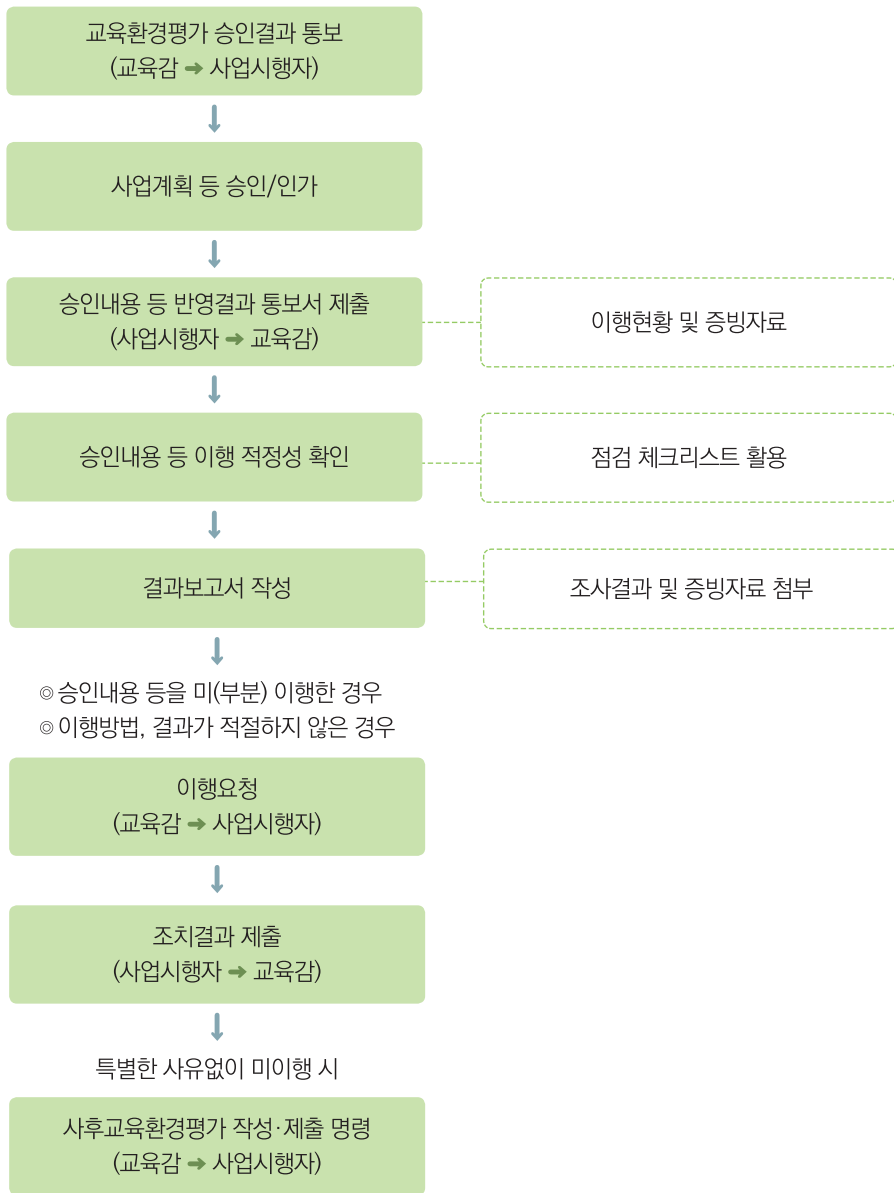 교육환경평가 승인결과 통보
(교육감 ➜ 사업시행자)
사업계획 등 승인/인가
승인내용 등 반영결과 통보서 제출
(사업시행자 ➜ 교육감)
이행현황 및 증빙자료
승인내용 등 이행 적정성 확인
점검 체크리스트 활용
결과보고서 작성
조사결과 및 증빙자료 첨부
◎ 승인내용 등을 미(부분) 이행한 경우
◎ 이행방법, 결과가 적절하지 않은 경우
이행요청
(교육감 ➜ 사업시행자)
조치결과 제출
(사업시행자 ➜ 교육감)
특별한 사유없이 미이행 시
사후교육환경평가 작성·제출 명령
(교육감 ➜ 사업시행자)